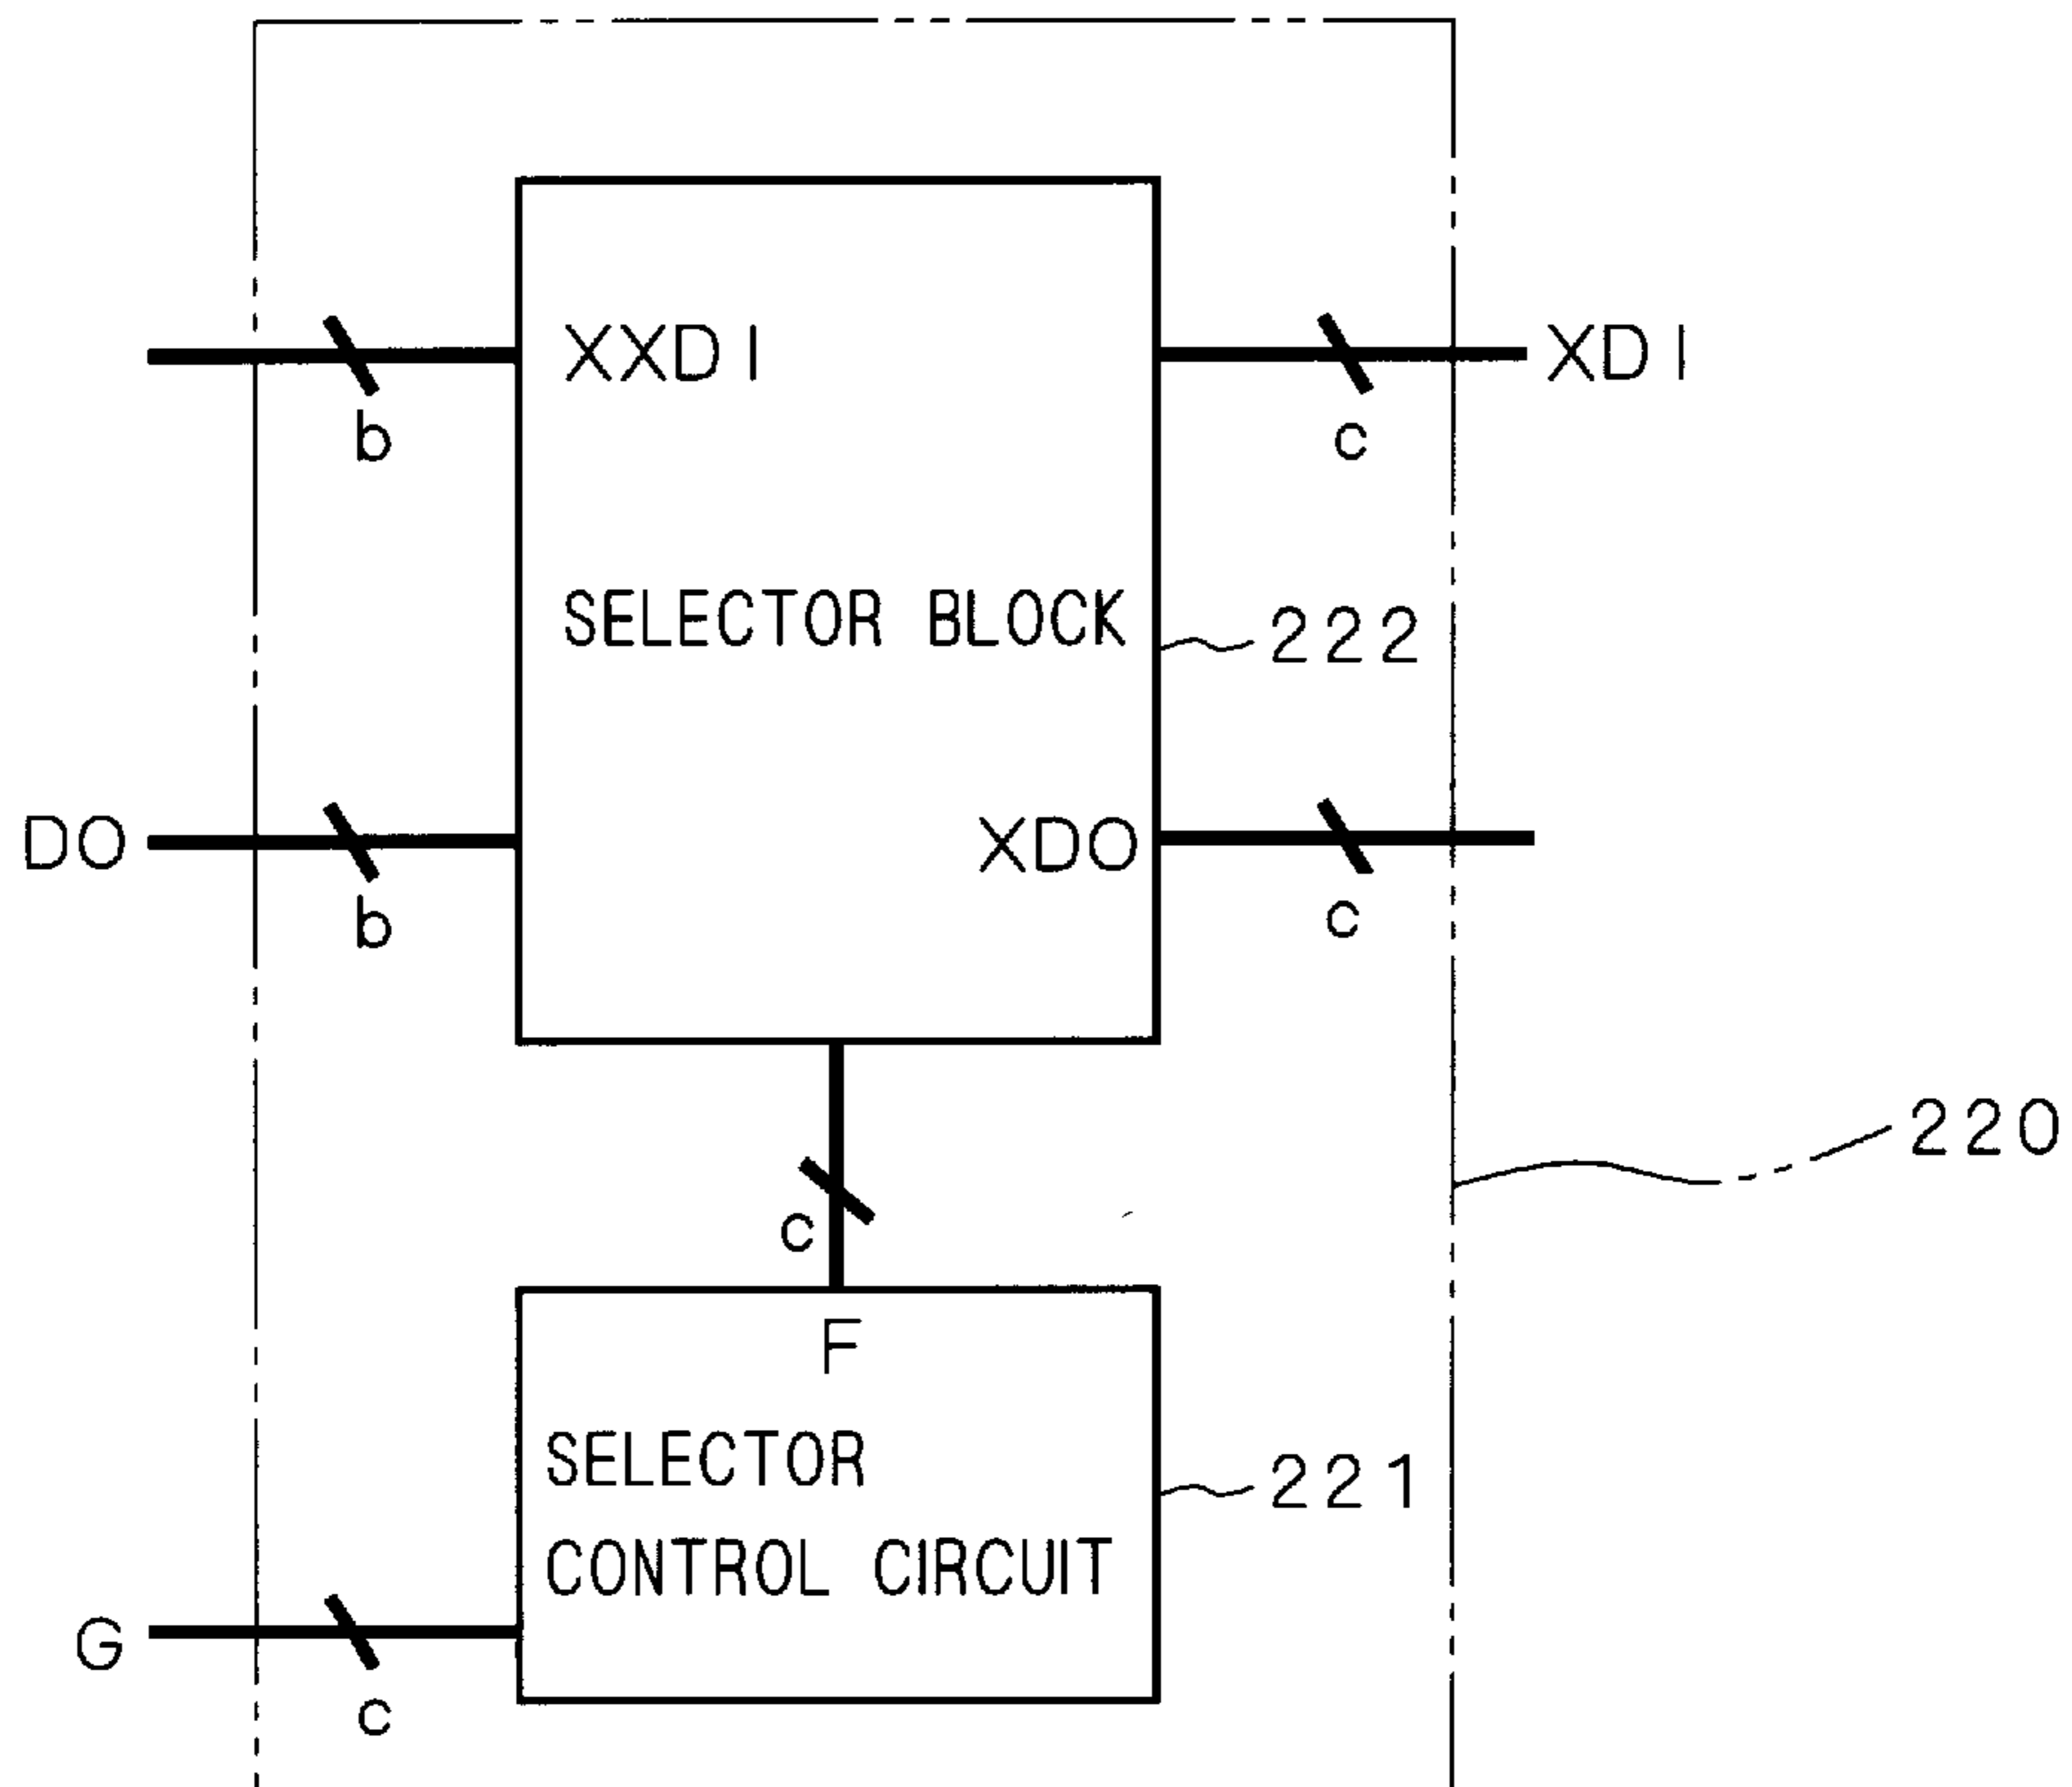 XXDI
XDI
b
c
SELECTOR BLOCK
222
DO
XDO
b
c
220
c
F
SELECTOR
CONTROL CIRCUIT
221
G
c